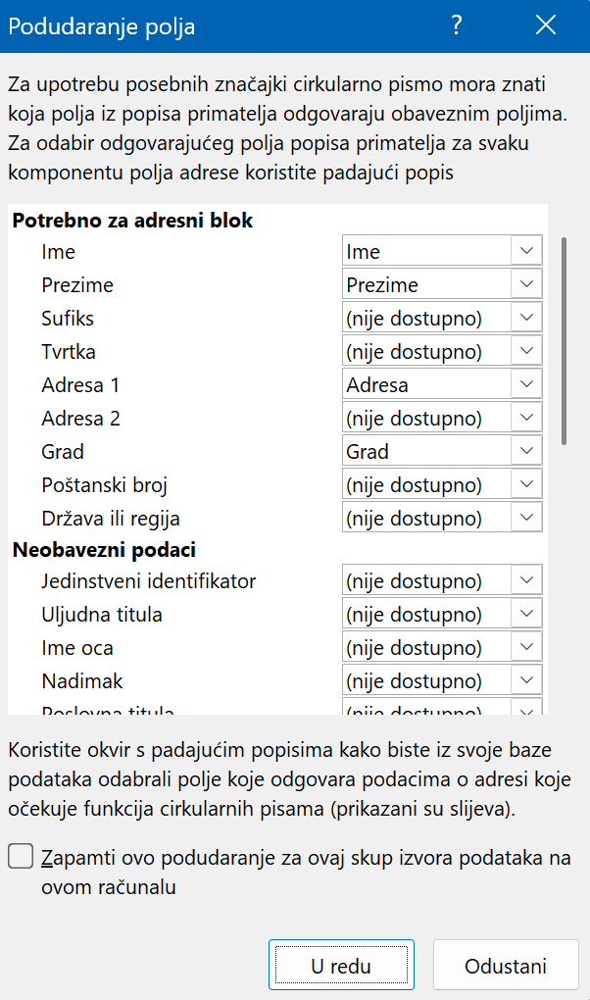 Podudaranje polja ?
Za upotrebu posebnih značajki cirkularno pismo mora znati
koja polja iz popisa primatelja odgovaraju obaveznim poljima.
Za odabir odgovarajućeg polja popisa primatelja za svaku
komponentu polja adrese koristite padajući popis
Potrebno za adresni blok
Ime Ime
Prezime Prezime
Sufiks (nije dostupno)
Tvrtka (nije dostupno)
Adresa 1 Adresa
Adresa 2 (nije dostupno)
Grad Grad
Poštanski broj (nije dostupno)
Država ili regija (nije dostupno)
Neobavezni podaci
Jedinstveni identifikator (nije dostupno)
Uljudna titula (nije dostupno)
Ime oca (nije dostupno)
Nadimak (nije dostupno)
Poslovna titula (nije dostupno)
Koristite okvir s padajućim popisima kako biste iz svoje baze
podataka odabrali polje koje odgovara podacima o adresi koje
očekuje funkcija cirkularnih pisama (prikazani su slijeva).
Zapamti ovo podudaranje za ovaj skup izvora podataka na
ovom računalu
U redu Odustani